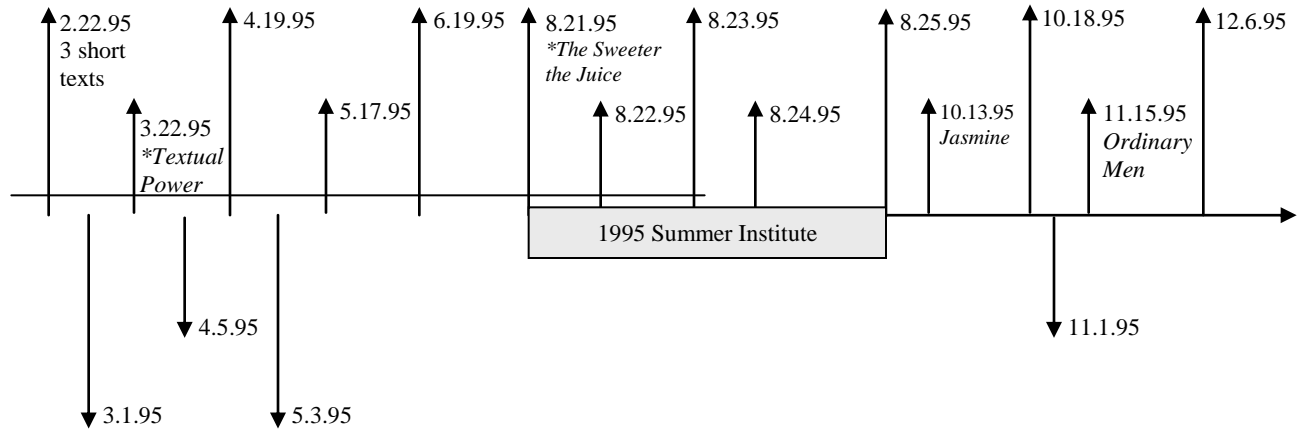 2.22.95
3 short
texts
4.19.95
6.19.95
8.21.95
*The Sweeter
the Juice
8.23.95
8.25.95
10.18.95
12.6.95
3.22.95
*Textual
Power
5.17.95
8.22.95
8.24.95
10.13.95
Jasmine
11.15.95
Ordinary
Men
1995 Summer Institute
4.5.95
11.1.95
3.1.95
5.3.95